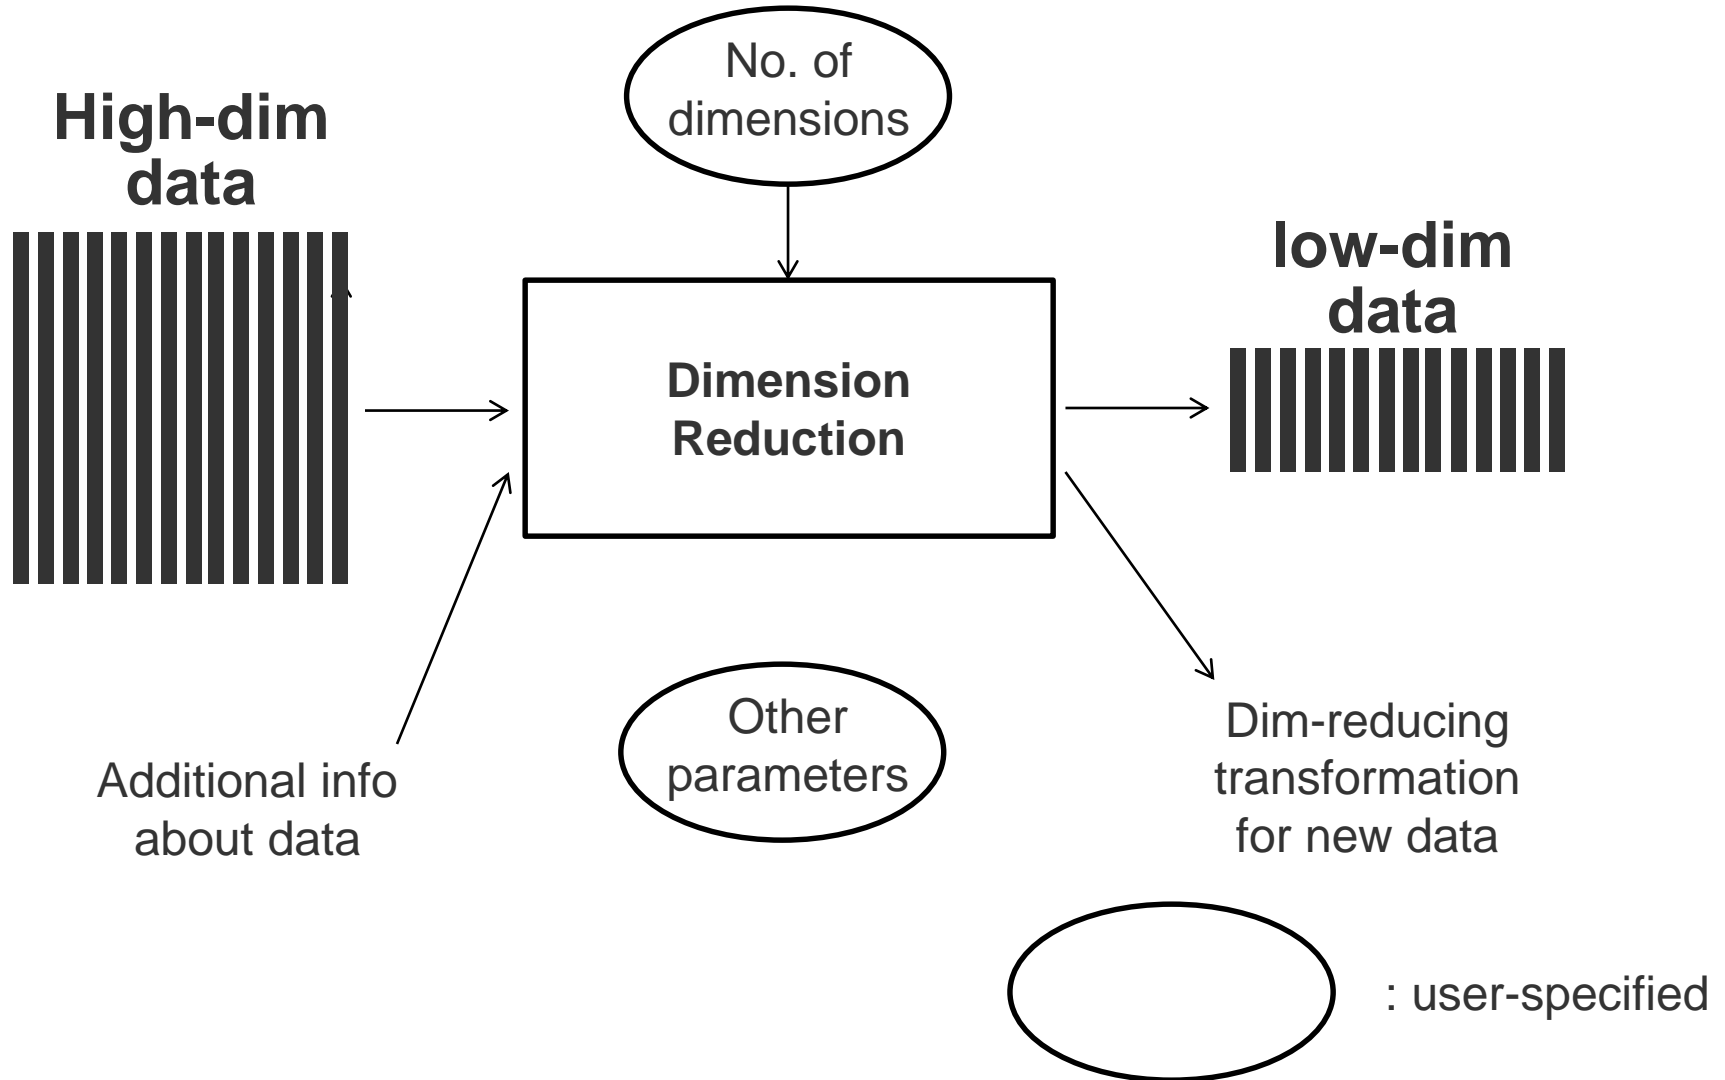 No. of
dimensions
High-dim
data
low-dim
data
Dimension
Reduction
Other
parameters
Additional info
about data
Dim-reducing
transformation
for new data
: user-specified